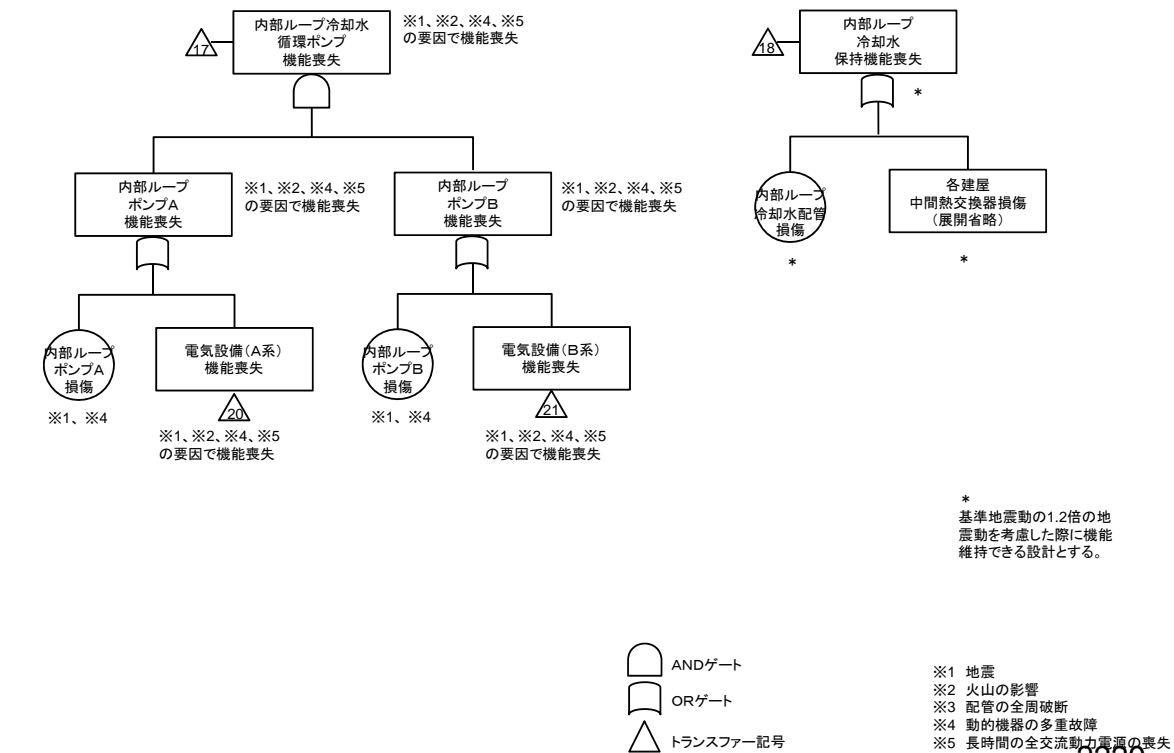 17
内部ループ冷却水
循環ポンプ
機能喪失
※1、※2、※4、※5
の要因で機能喪失
18
内部ループ
冷却水
保持機能喪失
*
内部ループ
ポンプA
機能喪失
※1、※2、※4、※5
の要因で機能喪失
内部ループ
ポンプB
機能喪失
※1、※2、※4、※5
の要因で機能喪失
内部ループ
冷却水配管
損傷
*
各建屋
中間熱交換器損傷
(展開省略)
*
内部ループ
ポンプA
損傷
※1、※4
電気設備(A系)
機能喪失
20
※1、※2、※4、※5
の要因で機能喪失
内部ループ
ポンプB
損傷
※1、※4
電気設備(B系)
機能喪失
21
※1、※2、※4、※5
の要因で機能喪失
*
基準地震動の1.2倍の地
震動を考慮した際に機能
維持できる設計とする。
ANDゲート
ORゲート
トランスファー記号
※1 地震
※2 火山の影響
※3 配管の全周破断
※4 動的機器の多重故障
※5 長時間の全交流動力電源の喪失